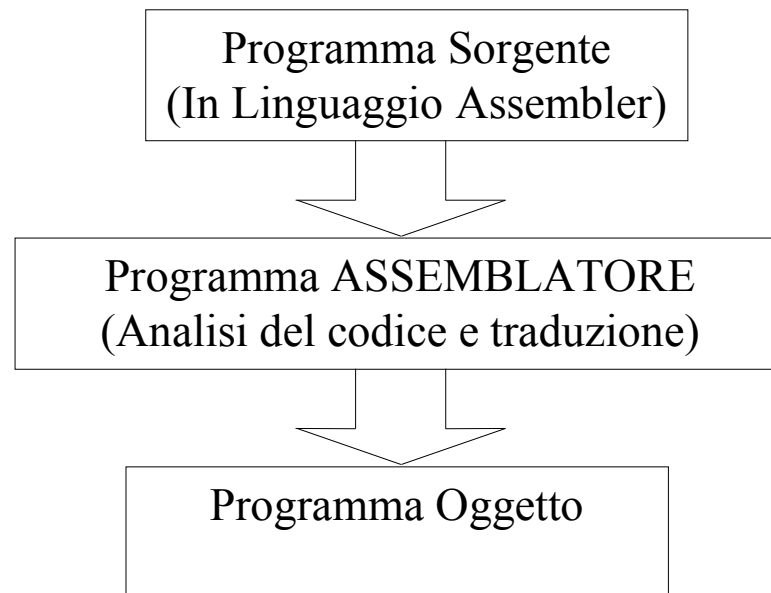 Programma Sorgente
(In Linguaggio Assembler)
Programma ASSEMBLATORE
(Analisi del codice e traduzione)
Programma Oggetto